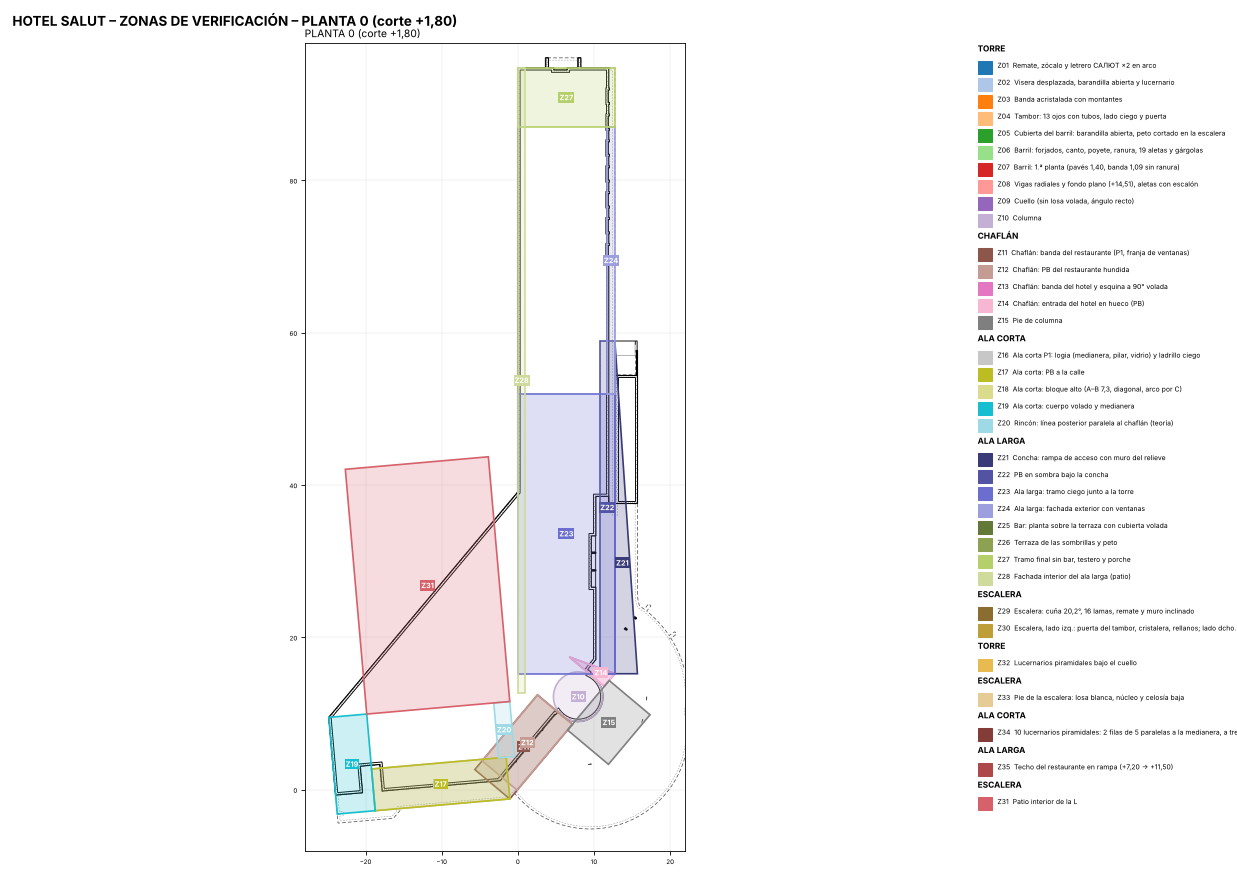 HOTEL SALUT – ZONAS DE VERIFICACIÓN – PLANTA 0 (corte +1,80)
PLANTA 0 (corte +1,80)
Z27
80
Z24
60
Z28
40
Z22
Z23
Z21
Z31
20
Z14
Z10
Z15
Z20
Z12
Z19
Z17
0
−20
−10
0
10
20
TORRE
Z01 Remate, zócalo y letrero САЛЮТ ×2 en arco
Z02 Visera desplazada, barandilla abierta y lucernario
Z03 Banda acristalada con montantes
Z04 Tambor: 13 ojos con tubos, lado ciego y puerta
Z05 Cubierta del barril: barandilla abierta, peto cortado en la escalera
Z06 Barril: forjados, canto, poyete, ranura, 19 aletas y gárgolas
Z07 Barril: 1.ª planta (pavés 1,40, banda 1,09 sin ranura)
Z08 Vigas radiales y fondo plano (+14,51), aletas con escalón
Z09 Cuello (sin losa volada, ángulo recto)
Z10 Columna
CHAFLÁN
Z11 Chaflán: banda del restaurante (P1, franja de ventanas)
Z12 Chaflán: PB del restaurante hundida
Z13 Chaflán: banda del hotel y esquina a 90° volada
Z14 Chaflán: entrada del hotel en hueco (PB)
Z15 Pie de columna
ALA CORTA
Z16 Ala corta P1: logia (medianera, pilar, vidrio) y ladrillo ciego
Z17 Ala corta: PB a la calle
Z18 Ala corta: bloque alto (A–B 7,3, diagonal, arco por C)
Z19 Ala corta: cuerpo volado y medianera
Z20 Rincón: línea posterior paralela al chaflán (teoría)
ALA LARGA
Z21 Concha: rampa de acceso con muro del relieve
Z22 PB en sombra bajo la concha
Z23 Ala larga: tramo ciego junto a la torre
Z24 Ala larga: fachada exterior con ventanas
Z25 Bar: planta sobre la terraza con cubierta volada
Z26 Terraza de las sombrillas y peto
Z27 Tramo final sin bar, testero y porche
Z28 Fachada interior del ala larga (patio)
ESCALERA
Z29 Escalera: cuña 20,2°, 16 lamas, remate y muro inclinado
Z30 Escalera, lado izq.: puerta del tambor, cristalera, rellanos; lado dcho.
TORRE
Z32 Lucernarios piramidales bajo el cuello
ESCALERA
Z33 Pie de la escalera: losa blanca, núcleo y celosía baja
ALA CORTA
Z34 10 lucernarios piramidales: 2 filas de 5 paralelas a la medianera, a tre
ALA LARGA
Z35 Techo del restaurante en rampa (+7,20 → +11,50)
ESCALERA
Z31 Patio interior de la L